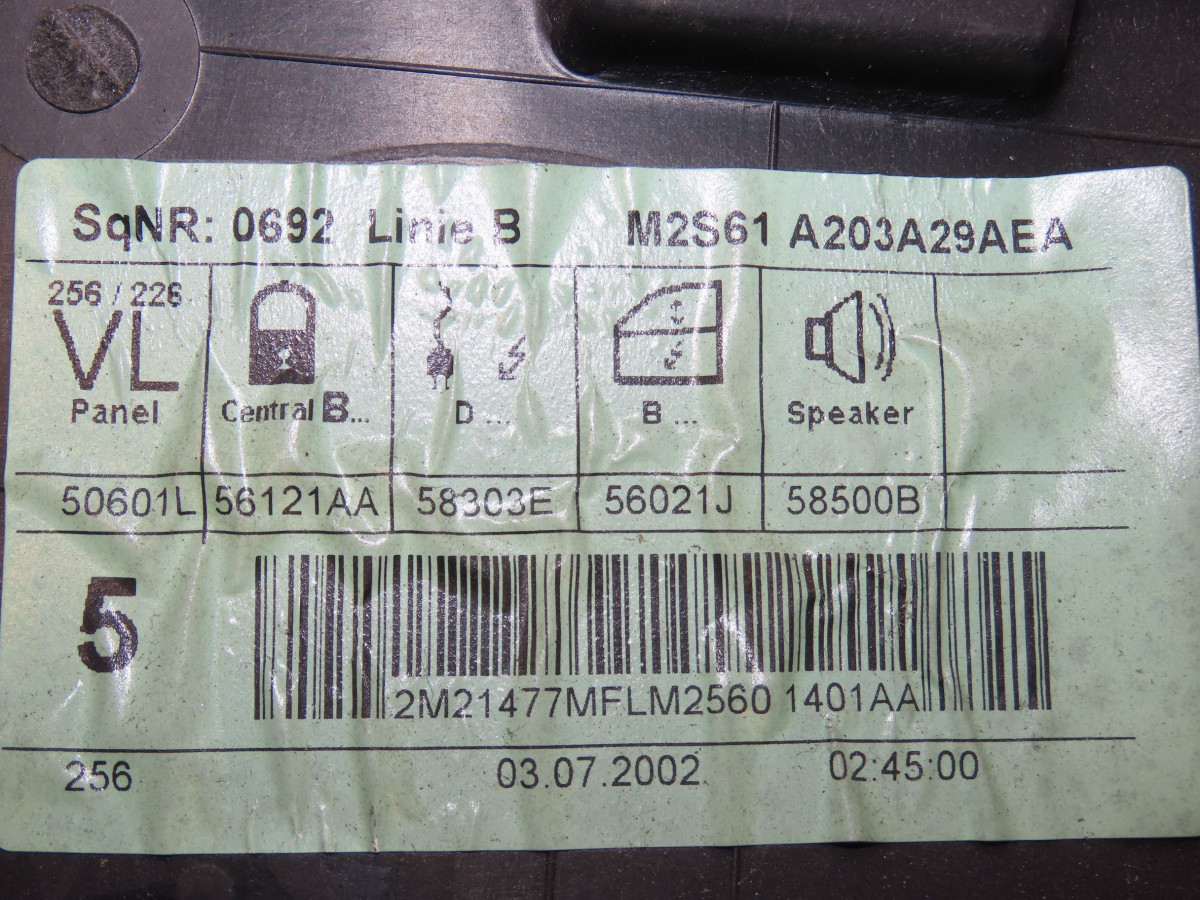 SqNR: 0692 Linie B M2S61 A203A29AEA
256 / 226
VL
Panel Central B... D ... B ... Speaker
50601L 56121AA 58303E 56021J 58500B
5
2M21477MFLM2560 1401AA
256 03.07.2002 02:45:00